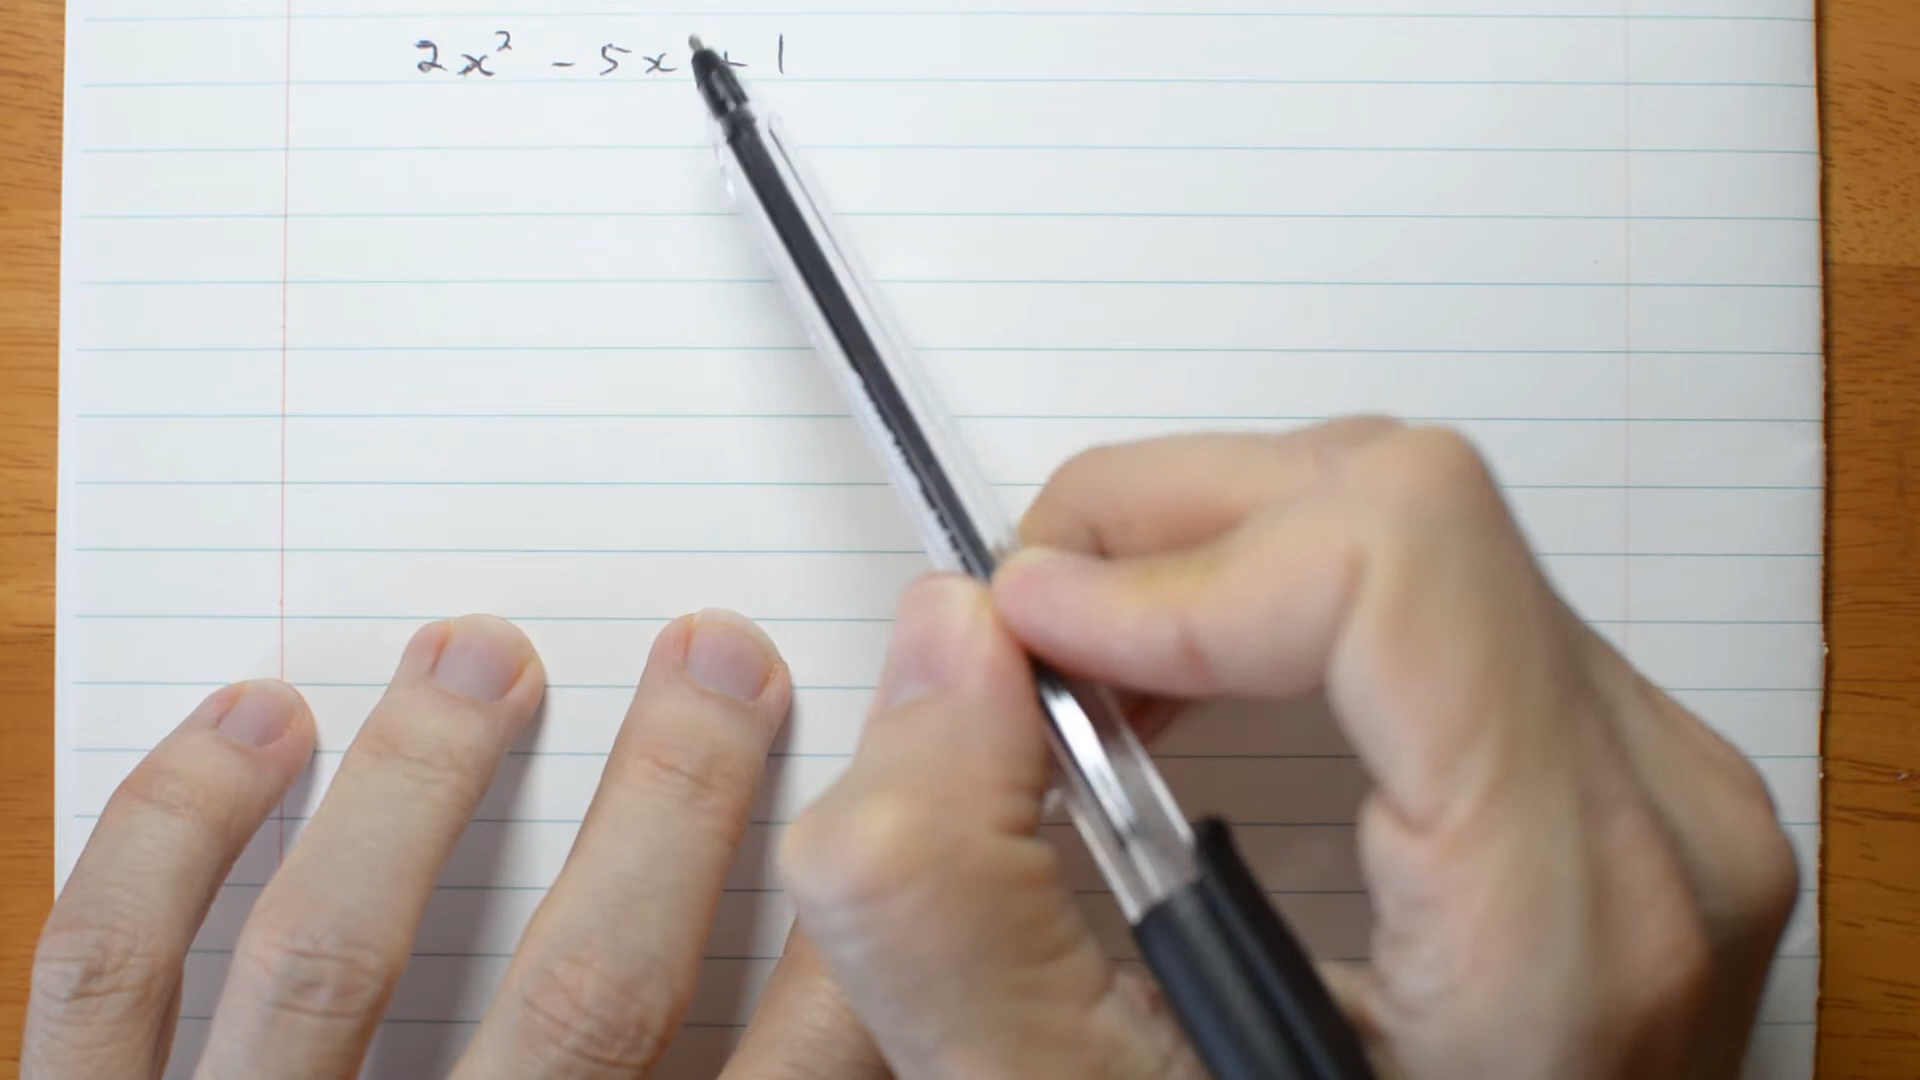 2x² - 5x + 1